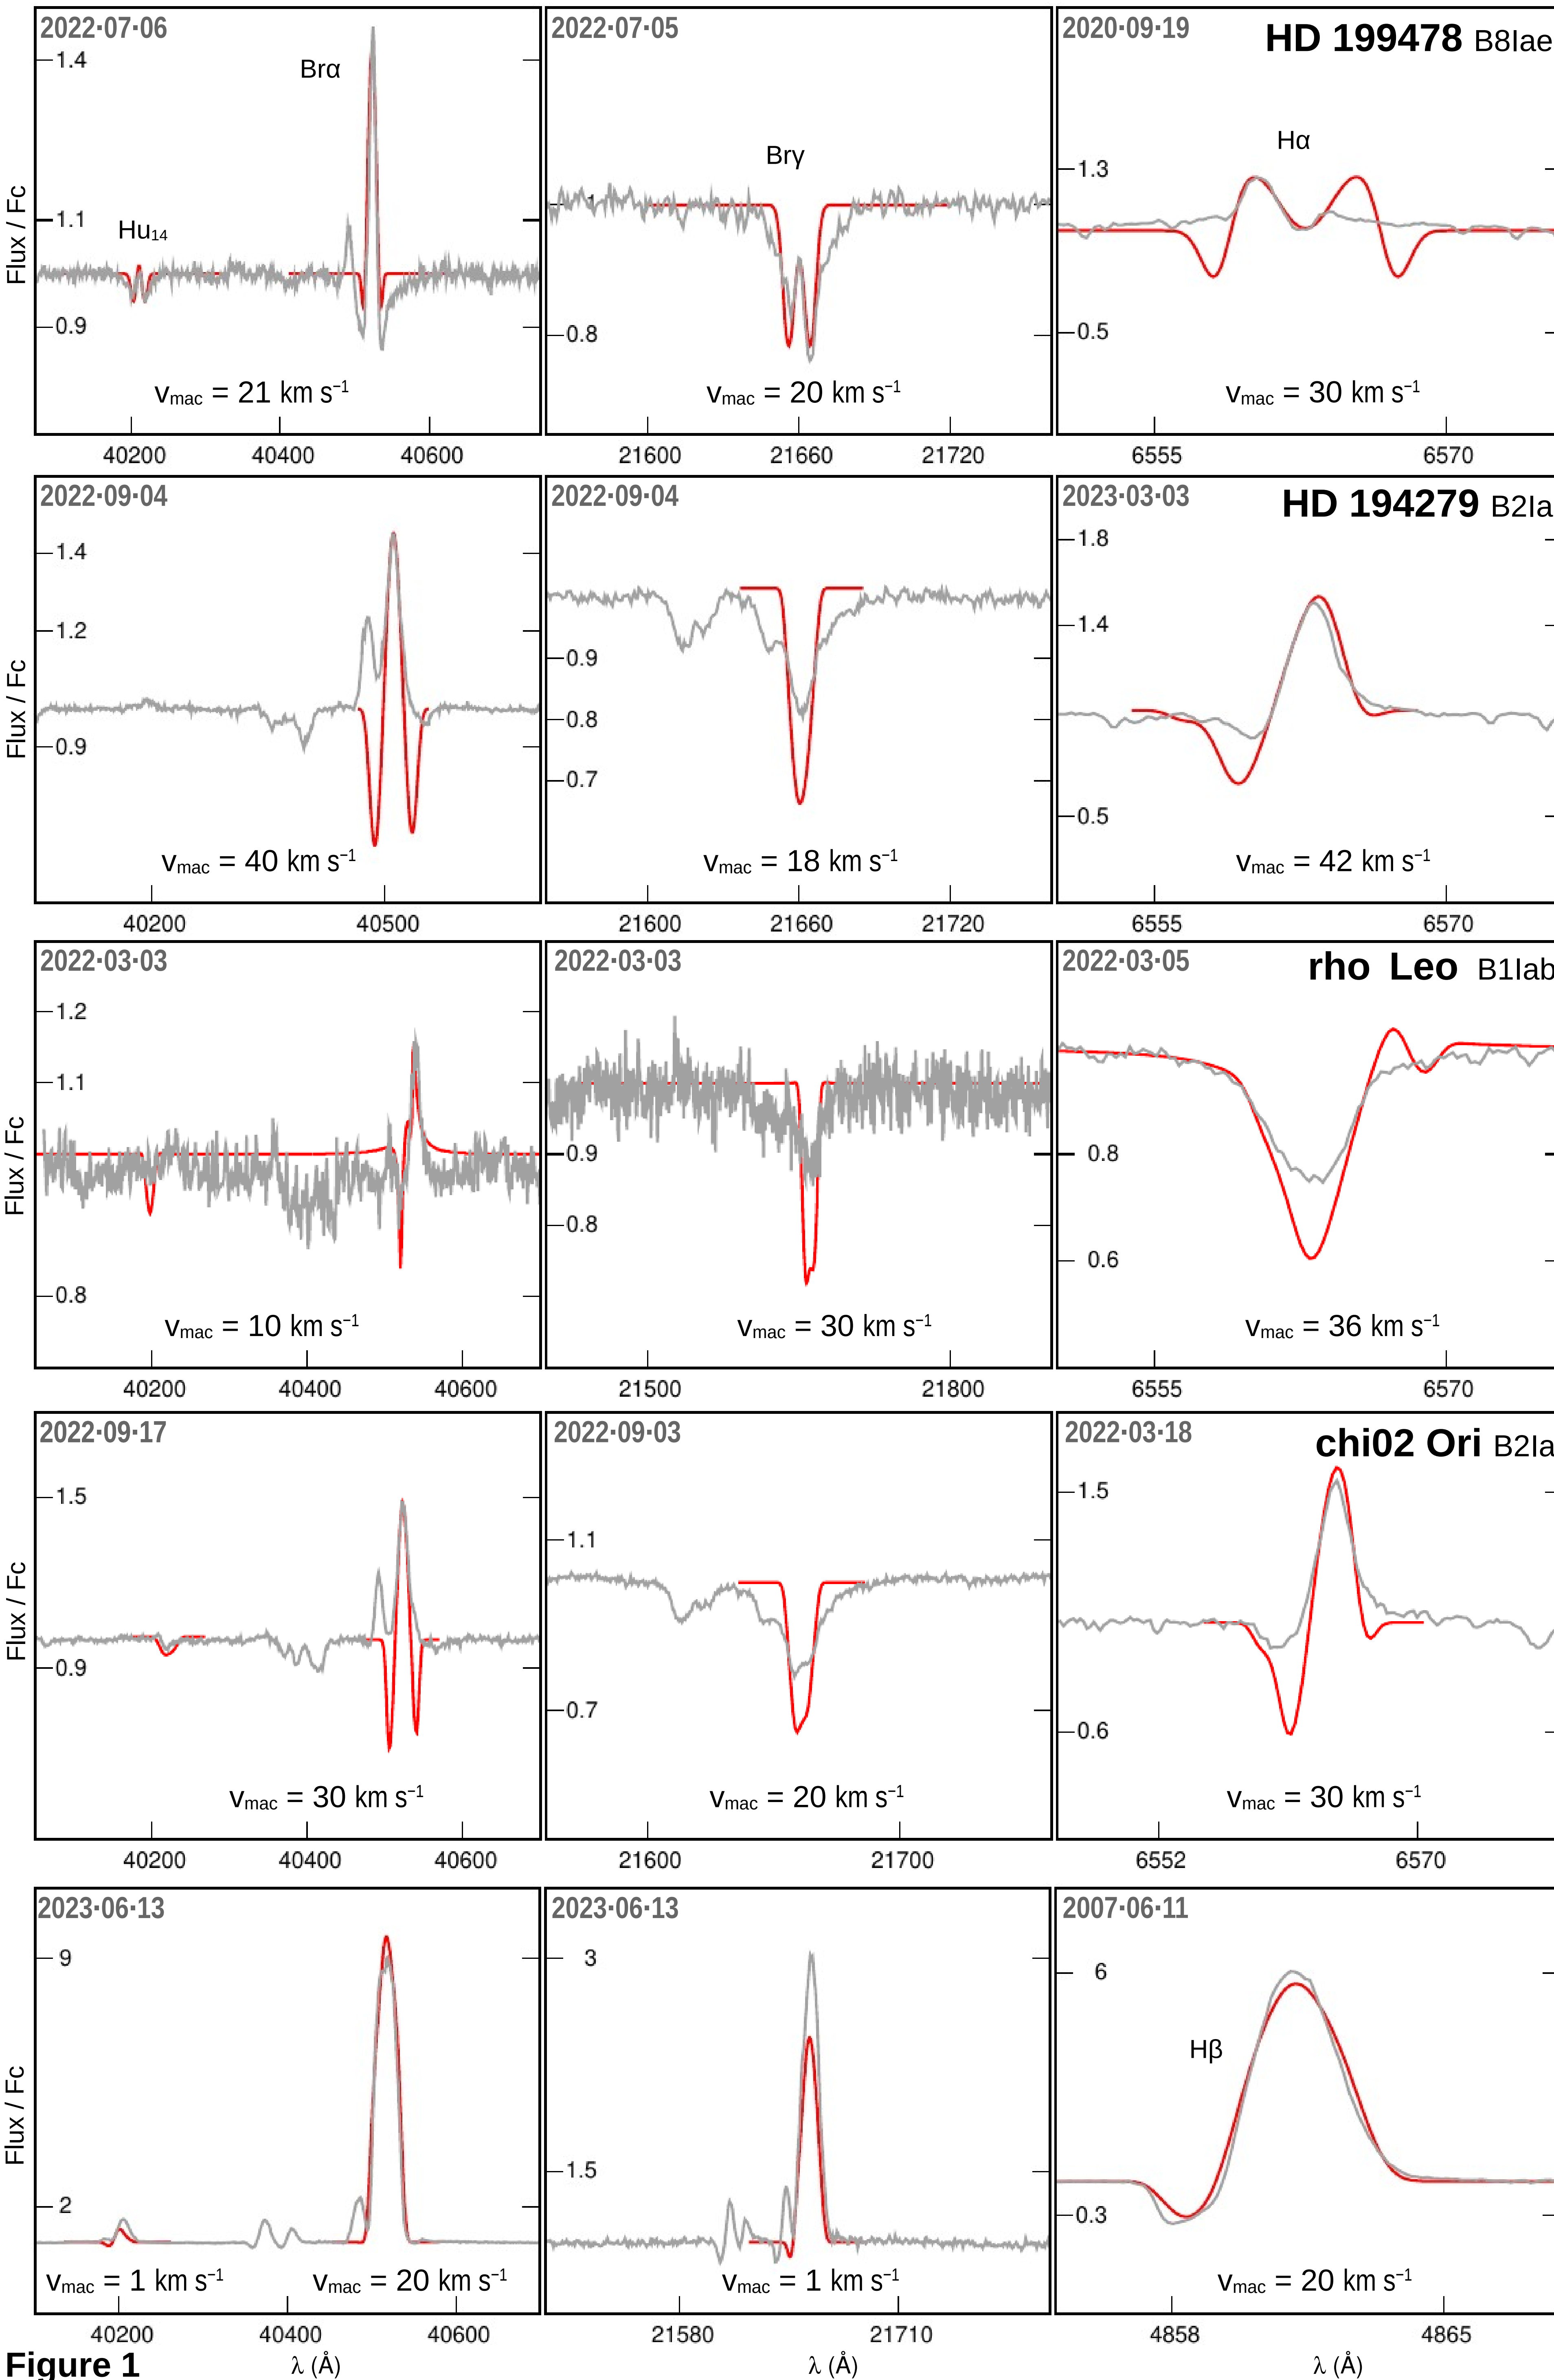 2022·07·06
Brα
1.4
1.1
0.9
Hu₁₄
Flux / Fc
vmac = 21 km s⁻¹
40200 40400 40600
2022·07·05
Brγ
1
0.8
vmac = 20 km s⁻¹
21600 21660 21720
2020·09·19
HD 199478 B8Iae
Hα
1.3
0.5
vmac = 30 km s⁻¹
6555 6570
2022·09·04
1.4
1.2
0.9
Flux / Fc
vmac = 40 km s⁻¹
40200 40500
2022·09·04
0.9
0.8
0.7
vmac = 18 km s⁻¹
21600 21660 21720
2023·03·03
HD 194279 B2Ia
1.8
1.4
0.5
vmac = 42 km s⁻¹
6555 6570
2022·03·03
1.2
1.1
0.8
Flux / Fc
vmac = 10 km s⁻¹
40200 40400 40600
2022·03·03
0.9
0.8
vmac = 30 km s⁻¹
21500 21800
2022·03·05
rho Leo B1Iab
0.8
0.6
vmac = 36 km s⁻¹
6555 6570
2022·09·17
1.5
0.9
Flux / Fc
vmac = 30 km s⁻¹
40200 40400 40600
2022·09·03
1.1
0.7
vmac = 20 km s⁻¹
21600 21700
2022·03·18
chi02 Ori B2Ia
1.5
0.6
vmac = 30 km s⁻¹
6552 6570
2023·06·13
9
2
Flux / Fc
vmac = 1 km s⁻¹ vmac = 20 km s⁻¹
40200 40400 40600
λ (Å)
2023·06·13
3
1.5
vmac = 1 km s⁻¹
21580 21710
λ (Å)
2007·06·11
6
Hβ
0.3
vmac = 20 km s⁻¹
4858 4865
λ (Å)
Figure 1